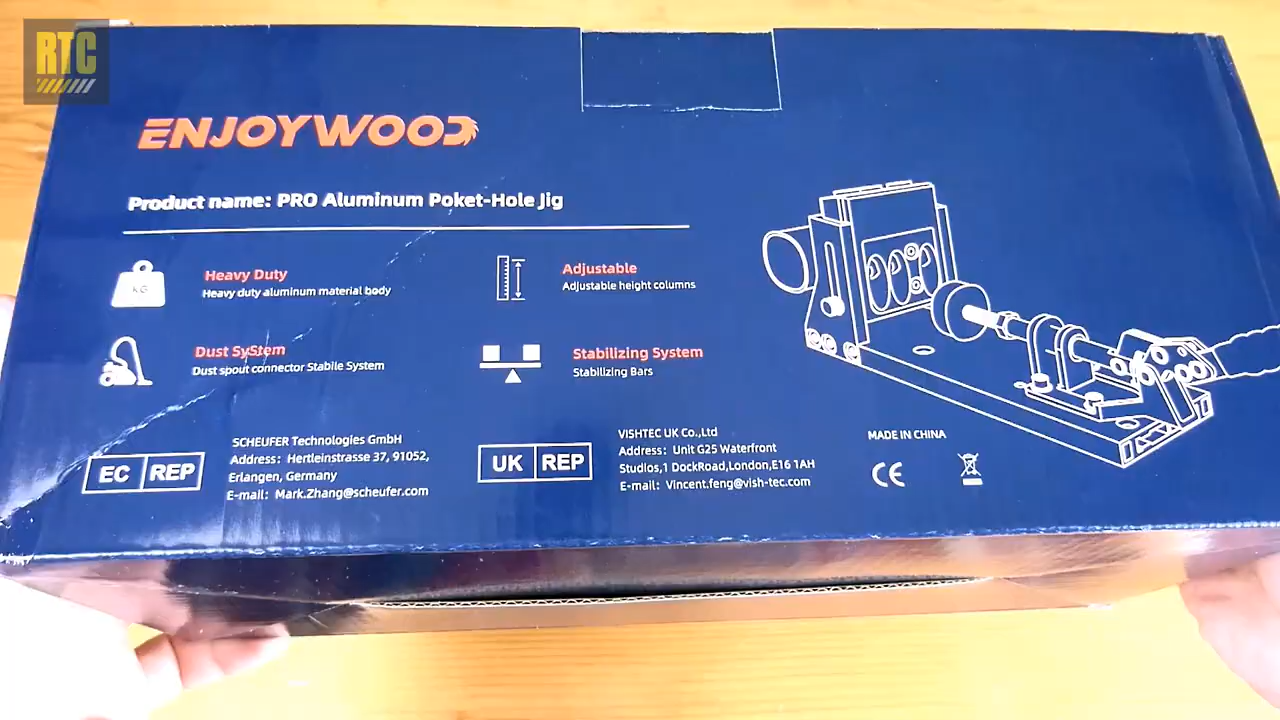 RTC
ENJOYWOOD
Product name: PRO Aluminum Poket-Hole Jig
Heavy Duty
Heavy duty aluminum material body
KG
Adjustable
Adjustable height columns
Dust SyStem
Dust spout connector Stabile System
Stabilizing System
Stabilizing Bars
EC REP
SCHEUFER Technologies GmbH
Address: Hertleinstrasse 37, 91052,
Erlangen, Germany
E-mail: Mark.Zhang@scheufer.com
UK REP
VISHTEC UK Co.,Ltd
Address: Unit G25 Waterfront
Studios,1 DockRoad,London,E16 1AH
E-mail: Vincent.feng@vish-tec.com
MADE IN CHINA
CE